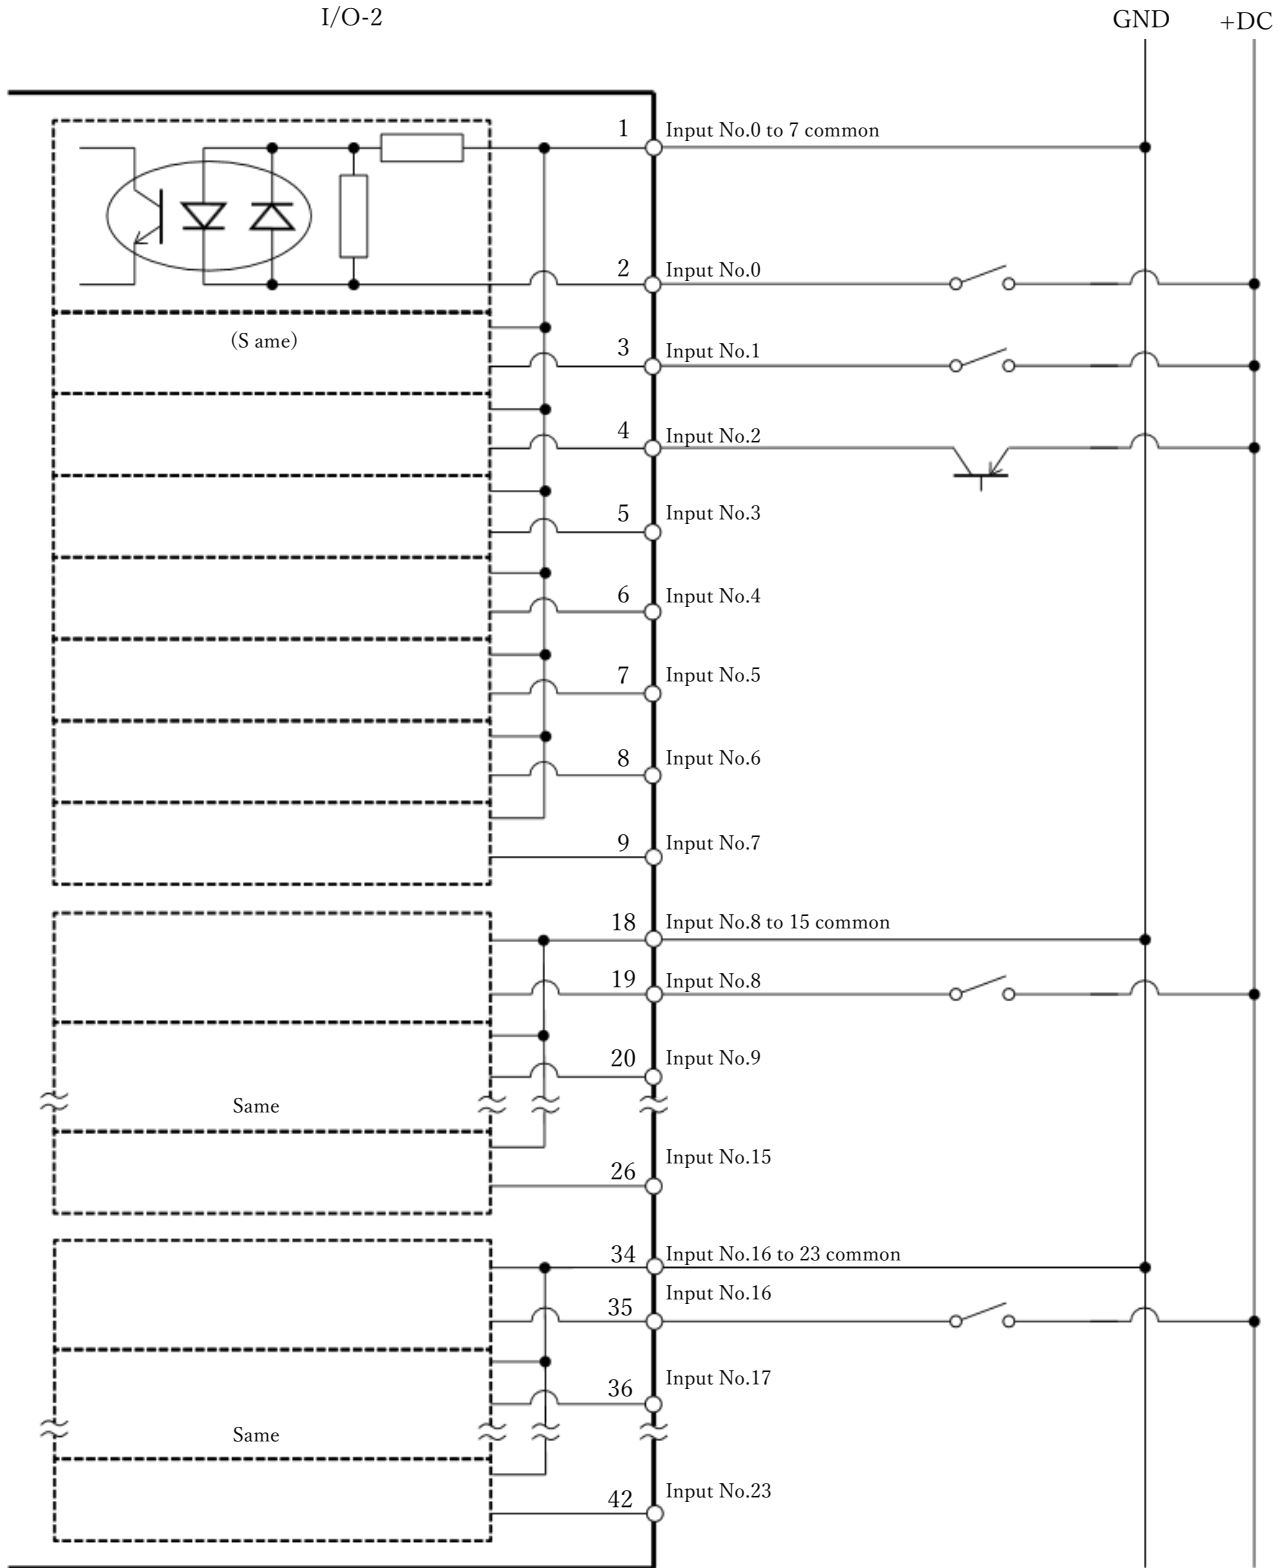 I/O-2
GND
+DC
1
Input No.0 to 7 common
2
Input No.0
(S ame)
3
Input No.1
4
Input No.2
5
Input No.3
6
Input No.4
7
Input No.5
8
Input No.6
9
Input No.7
18
Input No.8 to 15 common
19
Input No.8
20
Input No.9
Same
26
Input No.15
34
Input No.16 to 23 common
35
Input No.16
36
Input No.17
Same
42
Input No.23